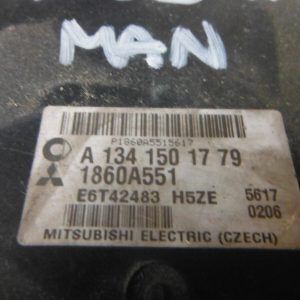 MAN
P1860A5515617
A 134 150 17 79
1860A551
E6T42483 H5ZE 5617
0206
MITSUBISHI ELECTRIC (CZECH)